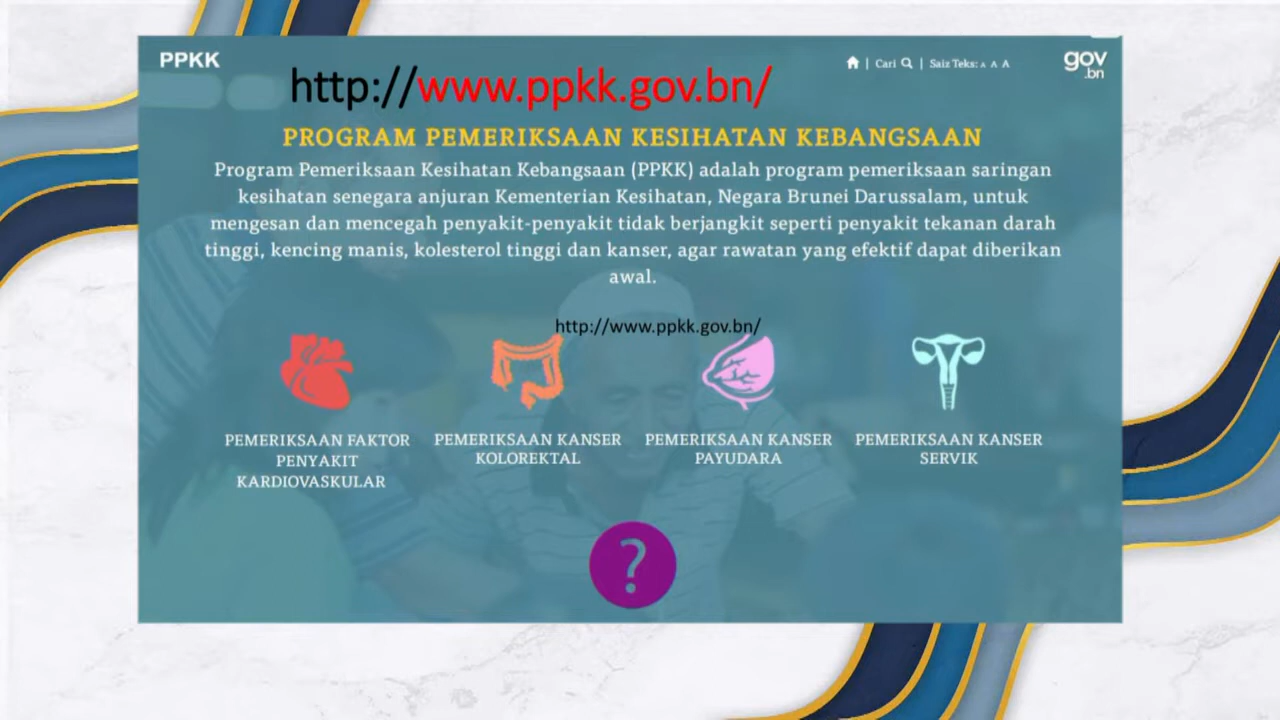 PPKK
Cari | Saiz Teks: A A A
gov
.bn
http://www.ppkk.gov.bn/
PROGRAM PEMERIKSAAN KESIHATAN KEBANGSAAN
Program Pemeriksaan Kesihatan Kebangsaan (PPKK) adalah program pemeriksaan saringan
kesihatan senegara anjuran Kementerian Kesihatan, Negara Brunei Darussalam, untuk
mengesan dan mencegah penyakit-penyakit tidak berjangkit seperti penyakit tekanan darah
tinggi, kencing manis, kolesterol tinggi dan kanser, agar rawatan yang efektif dapat diberikan
awal.
http://www.ppkk.gov.bn/
PEMERIKSAAN FAKTOR
PENYAKIT
KARDIOVASKULAR
PEMERIKSAAN KANSER
KOLOREKTAL
PEMERIKSAAN KANSER
PAYUDARA
PEMERIKSAAN KANSER
SERVIK
?